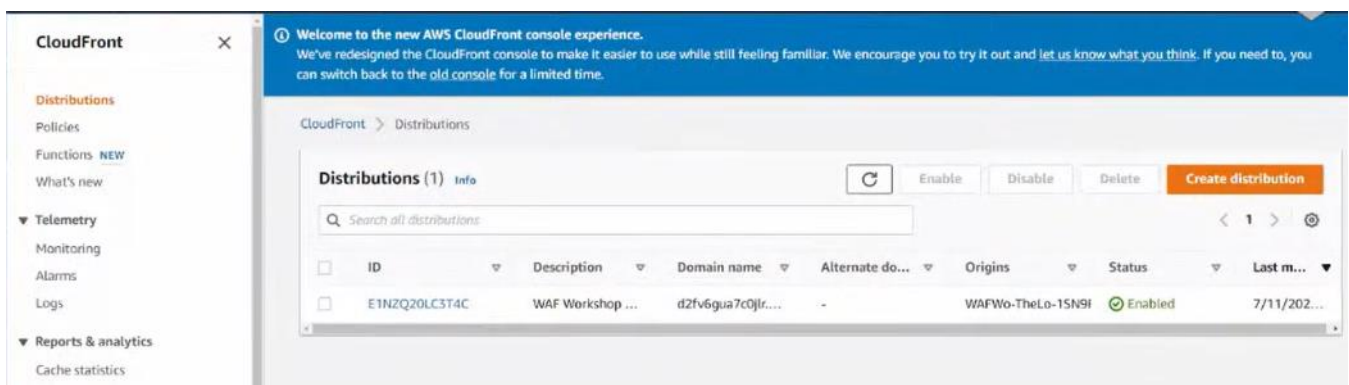 CloudFront
Distributions
Policies
Functions NEW
What's new
Telemetry
Monitoring
Alarms
Logs
Reports & analytics
Cache statistics
Welcome to the new AWS CloudFront console experience.
We've redesigned the CloudFront console to make it easier to use while still feeling familiar. We encourage you to try it out and let us know what you think. If you need to, you
can switch back to the old console for a limited time.
CloudFront > Distributions
Distributions (1) Info
Enable Disable Delete Create distribution
Search all distributions
1
ID Description Domain name Alternate do... Origins Status Last m...
E1NZQ20LC3T4C WAF Workshop ... d2fv6gua7c0jlr.... - WAFWo-TheLo-1SN9I Enabled 7/11/202...